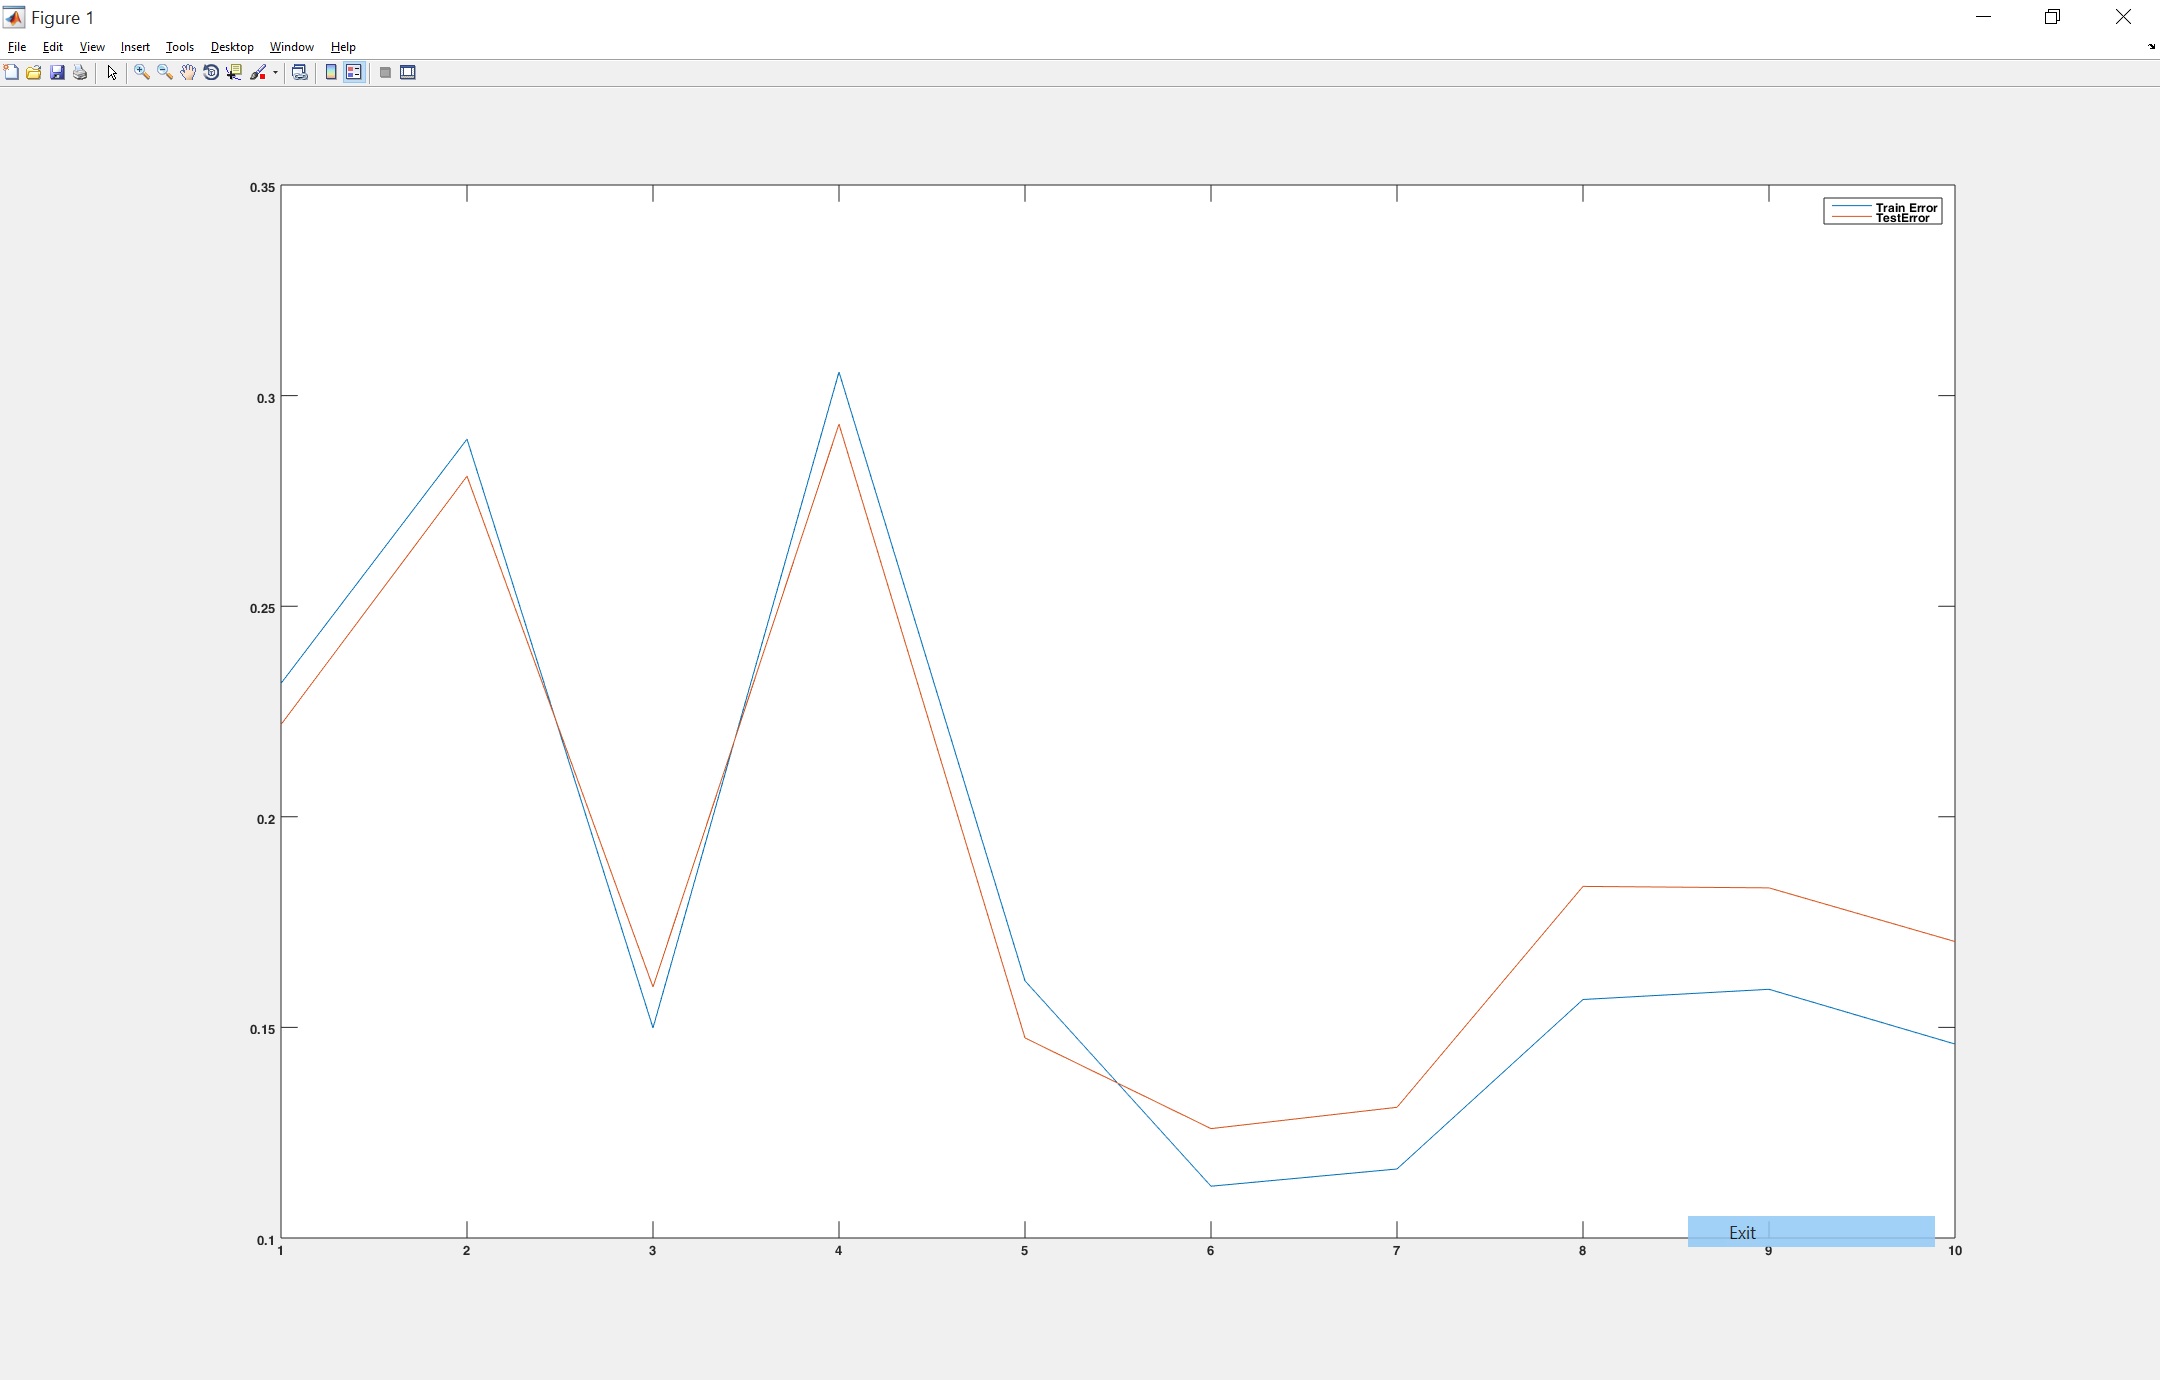 Figure 1
File Edit View Insert Tools Desktop Window Help
0.35
0.3
0.25
0.2
0.15
0.1
Train Error
TestError
Exit
1 2 3 4 5 6 7 8 9 10